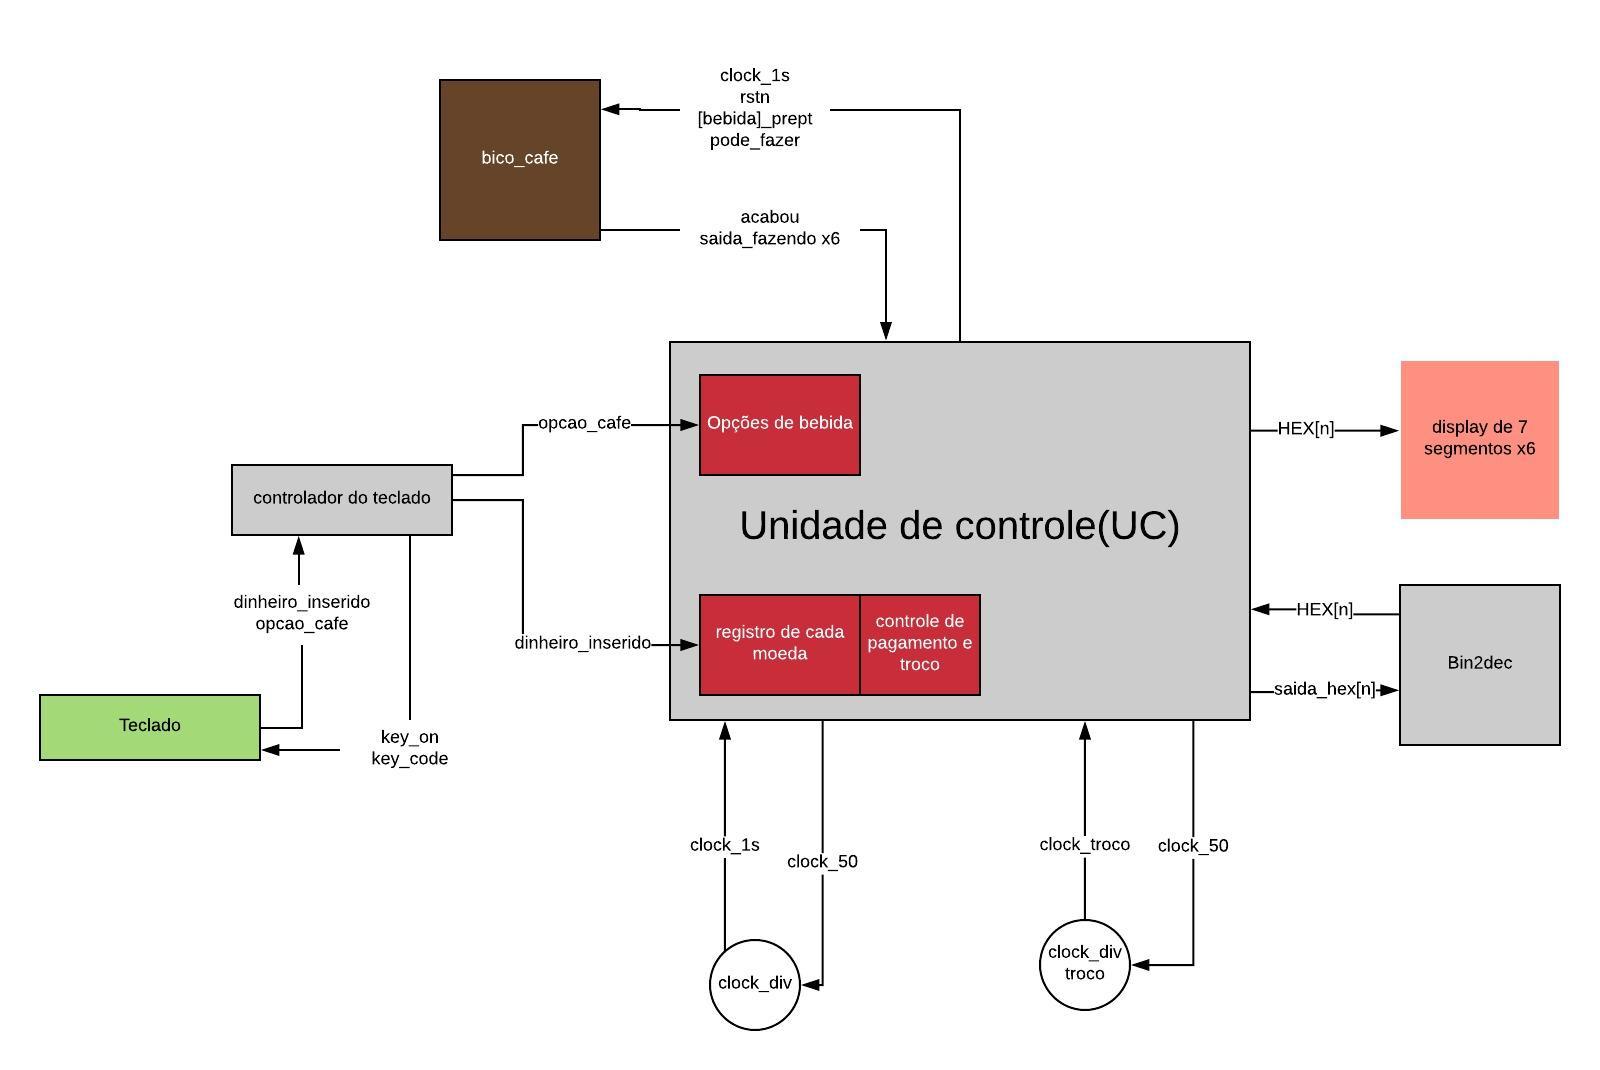 clock_1s
rstn
[bebida]_prept
pode_fazer
bico_cafe
acabou
saida_fazendo x6
opcao_cafe
Opções de bebida
HEX[n]
display de 7
segmentos x6
controlador do teclado
Unidade de controle(UC)
dinheiro_inserido
opcao_cafe
dinheiro_inserido
registro de cada
moeda
controle de
pagamento e
troco
HEX[n]
saida_hex[n]
Bin2dec
Teclado
key_on
key_code
clock_1s
clock_50
clock_troco
clock_50
clock_div
clock_div
troco